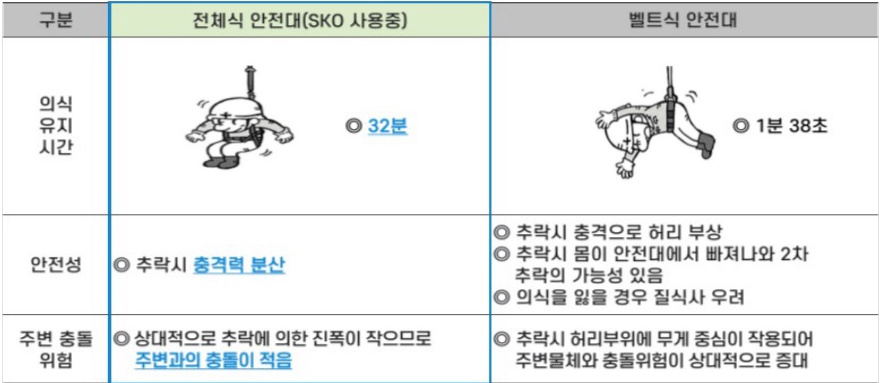 구분
전체식 안전대(SKO 사용중)
벨트식 안전대
의식
유지
시간
◎ 32분
◎ 1분 38초
안전성
◎ 추락시 충격력 분산
◎ 추락시 충격으로 허리 부상
◎ 추락시 몸이 안전대에서 빠져나와 2차
추락의 가능성 있음
◎ 의식을 잃을 경우 질식사 우려
주변 충돌
위험
◎ 상대적으로 추락에 의한 진폭이 작으므로
주변과의 충돌이 적음
◎ 추락시 허리부위에 무게 중심이 작용되어
주변물체와 충돌위험이 상대적으로 증대